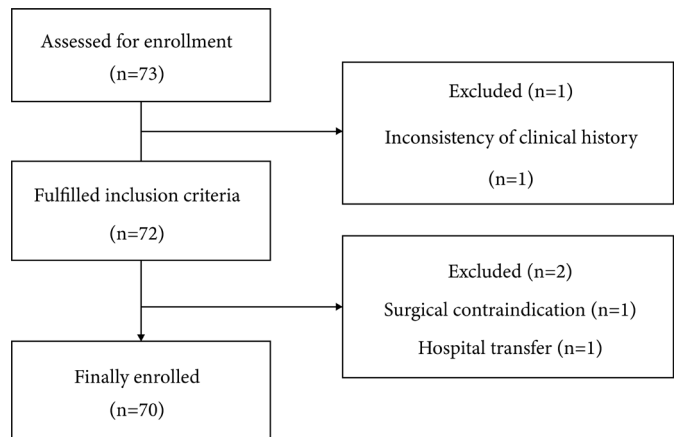 Assessed for enrollment
(n=73)
Excluded (n=1)
Inconsistency of clinical history
(n=1)
Fulfilled inclusion criteria
(n=72)
Excluded (n=2)
Surgical contraindication (n=1)
Hospital transfer (n=1)
Finally enrolled
(n=70)